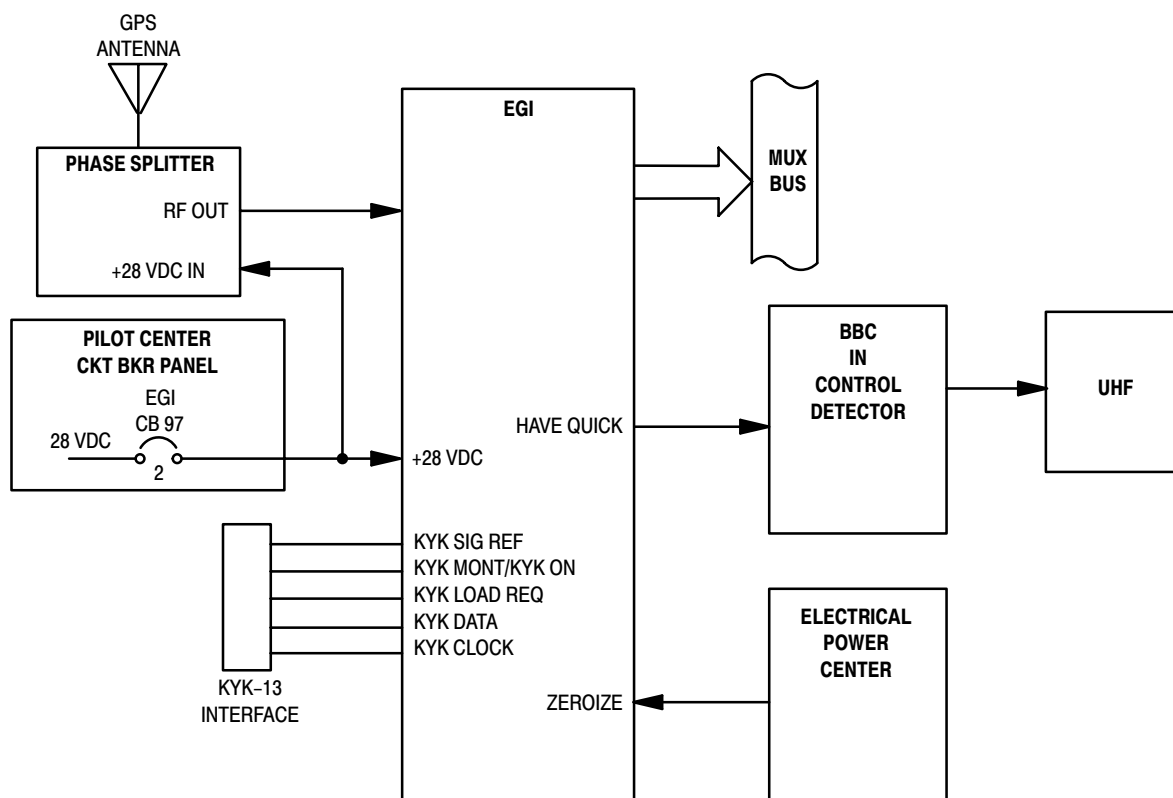 GPS
ANTENNA
PHASE SPLITTER
RF OUT
+28 VDC IN
PILOT CENTER
CKT BKR PANEL
EGI
CB 97
28 VDC
2
EGI
+28 VDC
HAVE QUICK
KYK SIG REF
KYK MONT/KYK ON
KYK LOAD REQ
KYK DATA
KYK CLOCK
ZEROIZE
KYK–13
INTERFACE
MUX
BUS
BBC
IN
CONTROL
DETECTOR
UHF
ELECTRICAL
POWER
CENTER